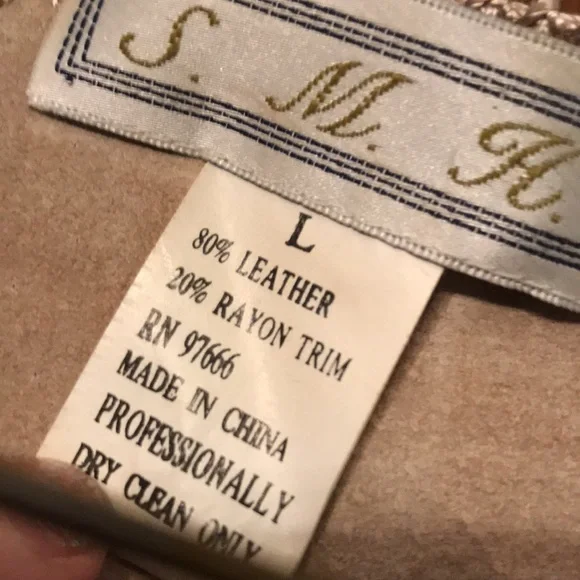 S. M. H.
L
80% LEATHER
20% RAYON TRIM
RN 97666
MADE IN CHINA
PROFESSIONALLY
DRY CLEAN ONLY